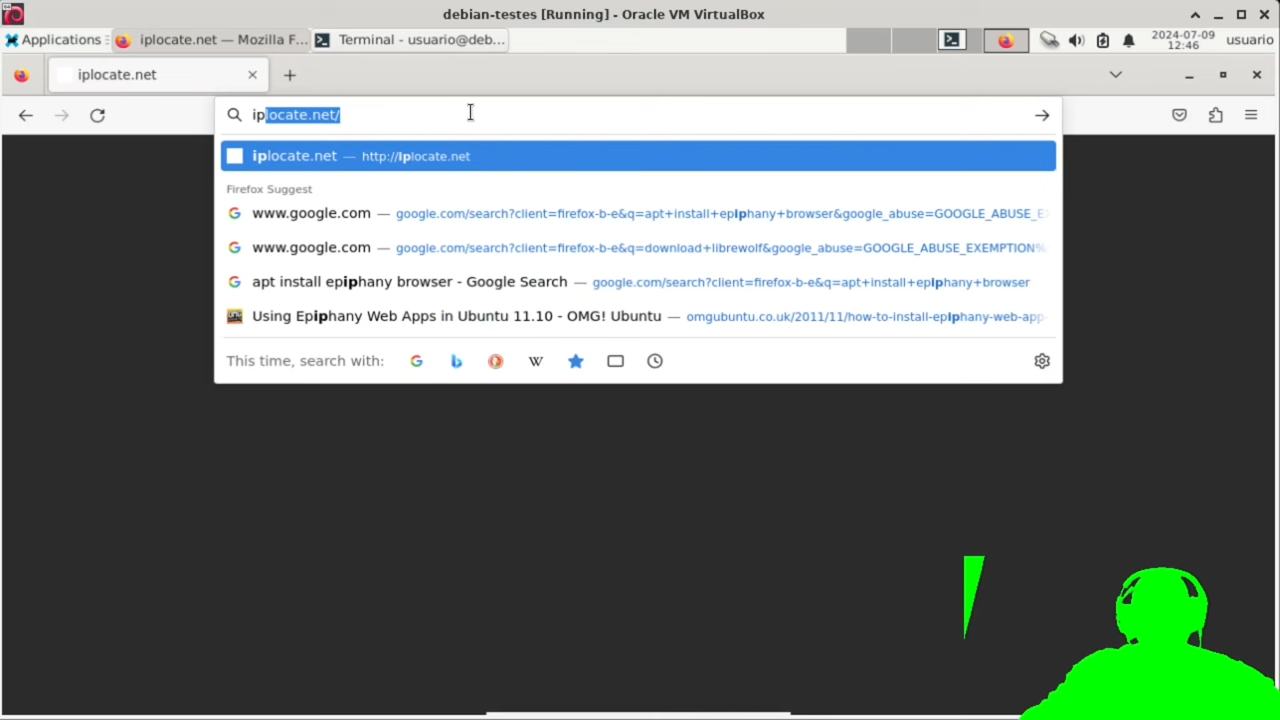 debian-testes [Running] - Oracle VM VirtualBox
Applications iplocate.net — Mozilla F... Terminal - usuario@deb... 2024-07-09 12:46 usuario
iplocate.net
iplocate.net/
iplocate.net — http://iplocate.net
Firefox Suggest
www.google.com — google.com/search?client=firefox-b-e&q=apt+install+epiphany+browser&google_abuse=GOOGLE_ABUSE_E
www.google.com — google.com/search?client=firefox-b-e&q=download+librewolf&google_abuse=GOOGLE_ABUSE_EXEMPTION%
apt install epiphany browser - Google Search — google.com/search?client=firefox-b-e&q=apt+install+epiphany+browser
Using Epiphany Web Apps in Ubuntu 11.10 - OMG! Ubuntu — omgubuntu.co.uk/2011/11/how-to-install-epiphany-web-app
This time, search with: